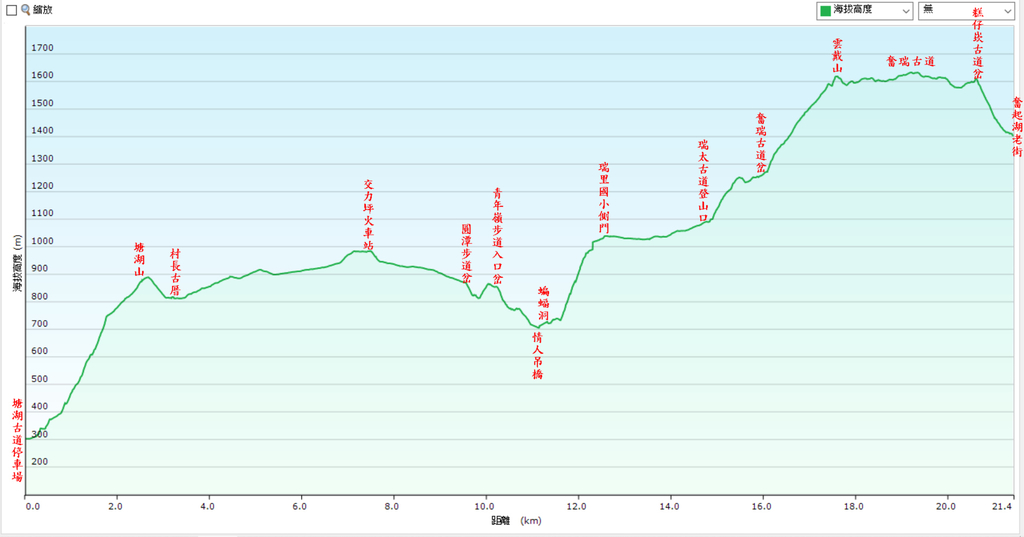 縮放
海拔高度
無
1700
1600
1500
1400
1300
1200
1100
1000
900
800
700
600
500
400
300
200
海拔高度 (m)
塘湖古道停車場
塘湖山
村長古厝
交力坪火車站
圓潭步道岔
青年嶺步道入口岔
蝙蝠洞
情人吊橋
瑞里國小側門
瑞太古道登山口
奮瑞古道岔
雲戴山
奮瑞古道
糕仔崁古道岔
奮起湖老街
0.0
2.0
4.0
6.0
8.0
10.0
12.0
14.0
16.0
18.0
20.0
21.4
距離 (km)